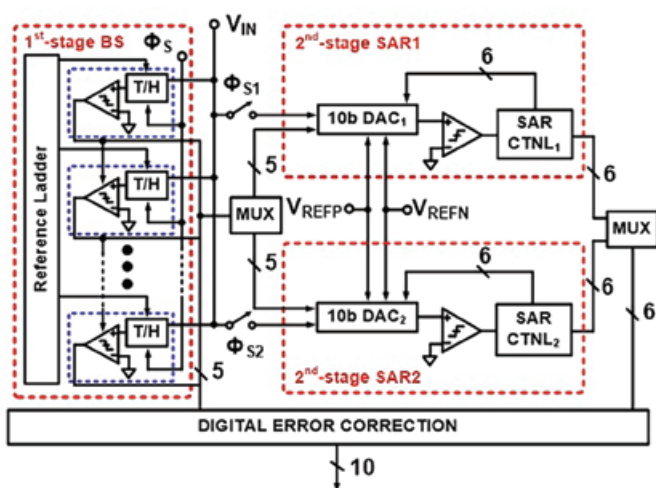 1st-stage BS
ΦS
VIN
2nd-stage SAR1
Reference Ladder
T/H
ΦS1
6
10b DAC1
SAR
CTNL1
5
6
T/H
MUX
VREFP
VREFN
MUX
5
6
6
T/H
10b DAC2
SAR
CTNL2
6
ΦS2
5
2nd-stage SAR2
DIGITAL ERROR CORRECTION
10